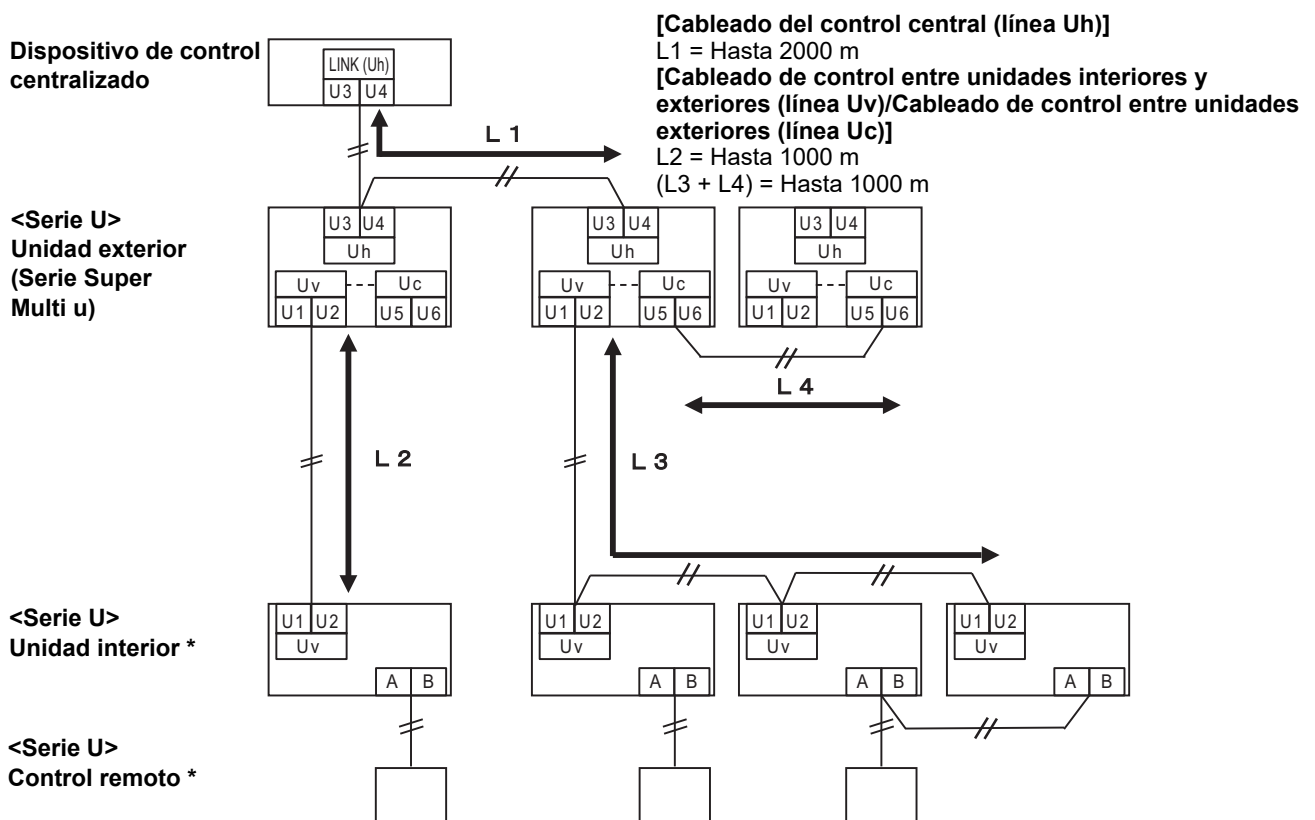 [Cableado del control central (línea Uh)]
L1 = Hasta 2000 m
[Cableado de control entre unidades interiores y
exteriores (línea Uv)/Cableado de control entre unidades
exteriores (línea Uc)]
L2 = Hasta 1000 m
(L3 + L4) = Hasta 1000 m
Dispositivo de control
centralizado
LINK (Uh)
U3 U4
L 1
<Serie U>
Unidad exterior
(Serie Super
Multi u)
U3 U4
Uh
Uv Uc
U1 U2 U5 U6
U3 U4
Uh
Uv Uc
U1 U2 U5 U6
U3 U4
Uh
Uv Uc
U1 U2 U5 U6
L 4
L 2
L 3
<Serie U>
Unidad interior *
U1 U2
Uv
A B
U1 U2
Uv
A B
U1 U2
Uv
A B
U1 U2
Uv
A B
<Serie U>
Control remoto *